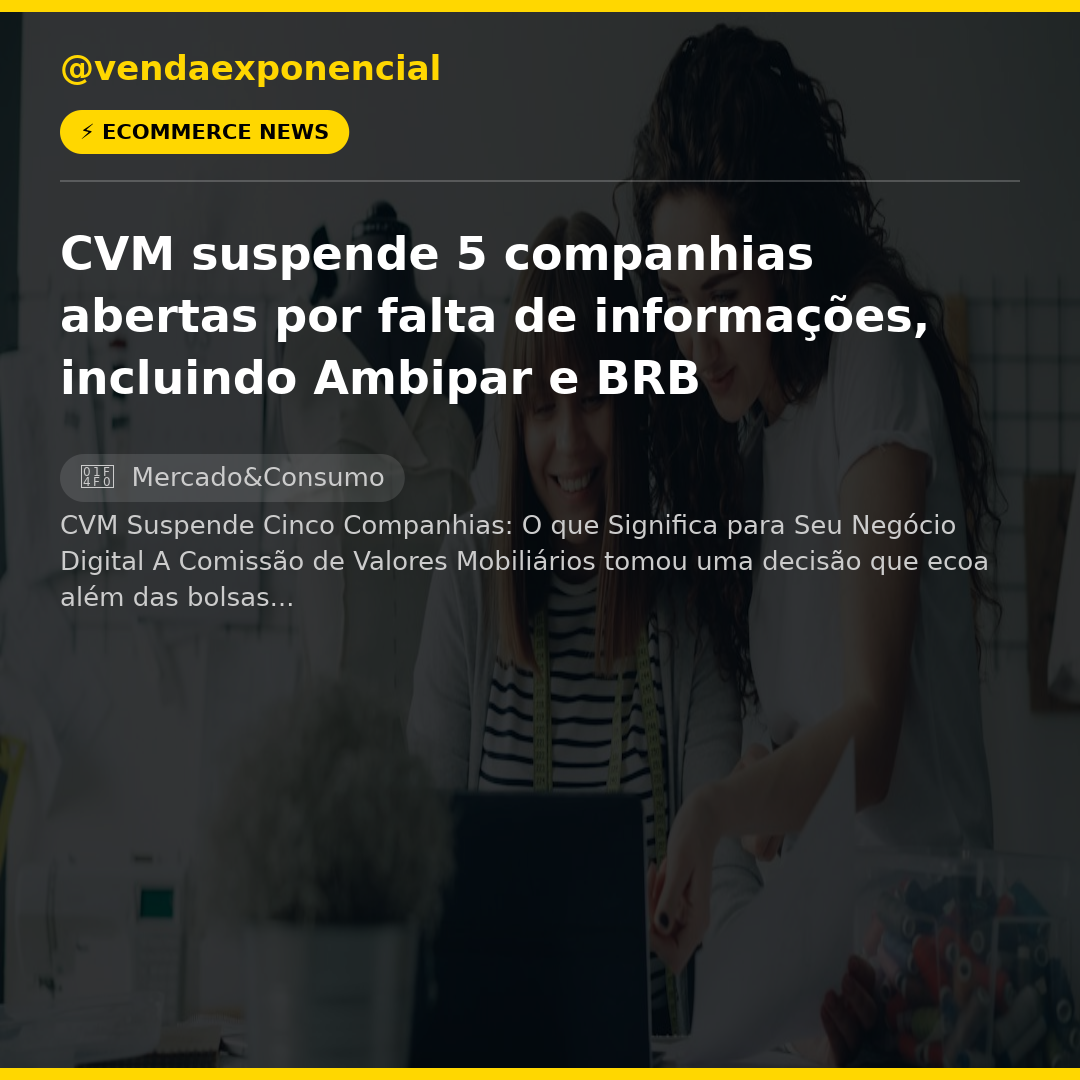 @vendaexponencial
⚡ ECOMMERCE NEWS
CVM suspende 5 companhias
abertas por falta de informações,
incluindo Ambipar e BRB
Mercado&Consumo
CVM Suspende Cinco Companhias: O que Significa para Seu Negócio
Digital A Comissão de Valores Mobiliários tomou uma decisão que ecoa
além das bolsas...